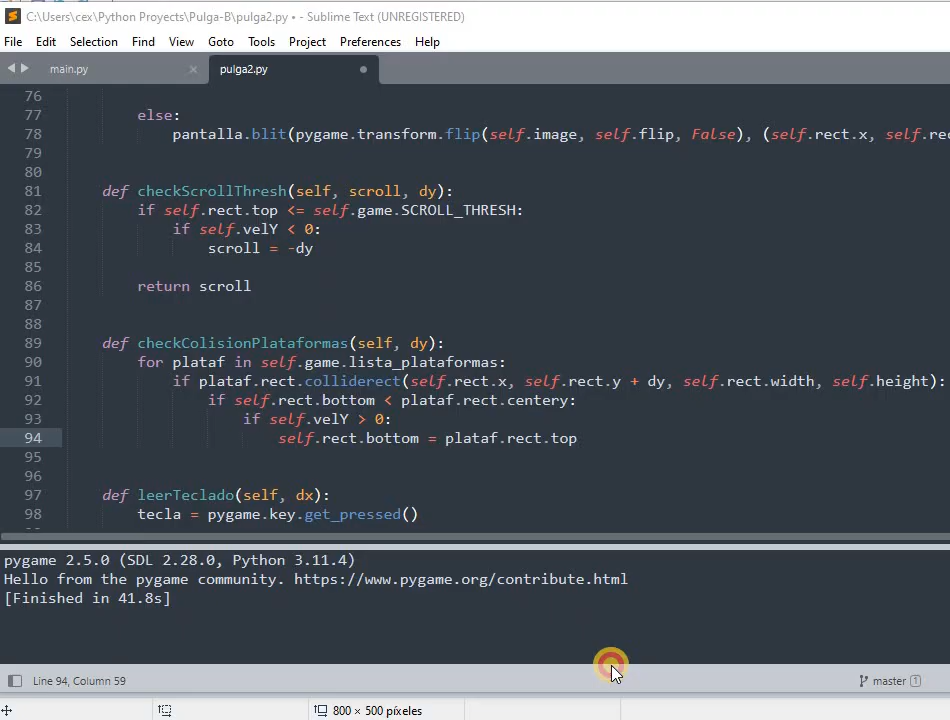 C:\Users\cex\Python Proyects\Pulga-B\pulga2.py • - Sublime Text (UNREGISTERED)
File Edit Selection Find View Goto Tools Project Preferences Help
main.py pulga2.py
76
77 else:
78 pantalla.blit(pygame.transform.flip(self.image, self.flip, False), (self.rect.x, self.rec
79
80
81 def checkScrollThresh(self, scroll, dy):
82 if self.rect.top <= self.game.SCROLL_THRESH:
83 if self.velY < 0:
84 scroll = -dy
85
86 return scroll
87
88
89 def checkColisionPlataformas(self, dy):
90 for plataf in self.game.lista_plataformas:
91 if plataf.rect.colliderect(self.rect.x, self.rect.y + dy, self.rect.width, self.height):
92 if self.rect.bottom < plataf.rect.centery:
93 if self.velY > 0:
94 self.rect.bottom = plataf.rect.top
95
96
97 def leerTeclado(self, dx):
98 tecla = pygame.key.get_pressed()
pygame 2.5.0 (SDL 2.28.0, Python 3.11.4)
Hello from the pygame community. https://www.pygame.org/contribute.html
[Finished in 41.8s]
Line 94, Column 59 master 1
800 × 500 píxeles